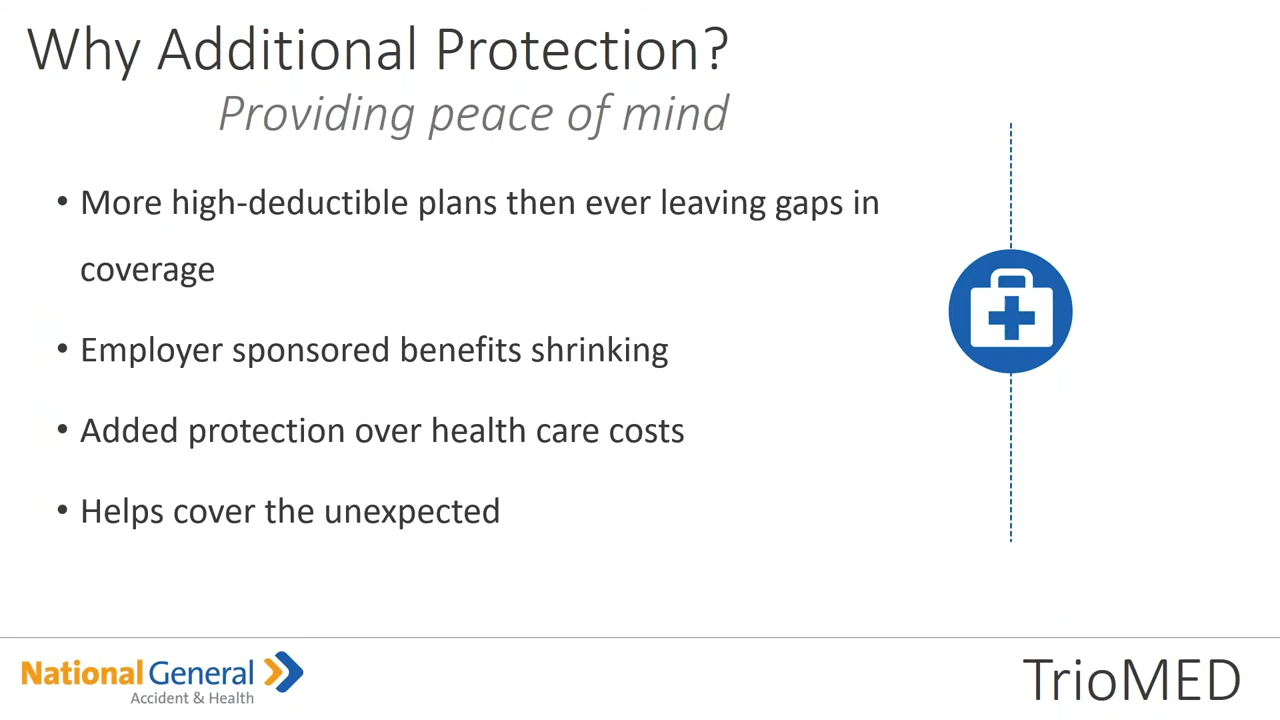 Why Additional Protection?
Providing peace of mind
• More high-deductible plans then ever leaving gaps in
coverage
• Employer sponsored benefits shrinking
• Added protection over health care costs
• Helps cover the unexpected
National General
Accident & Health
TrioMED